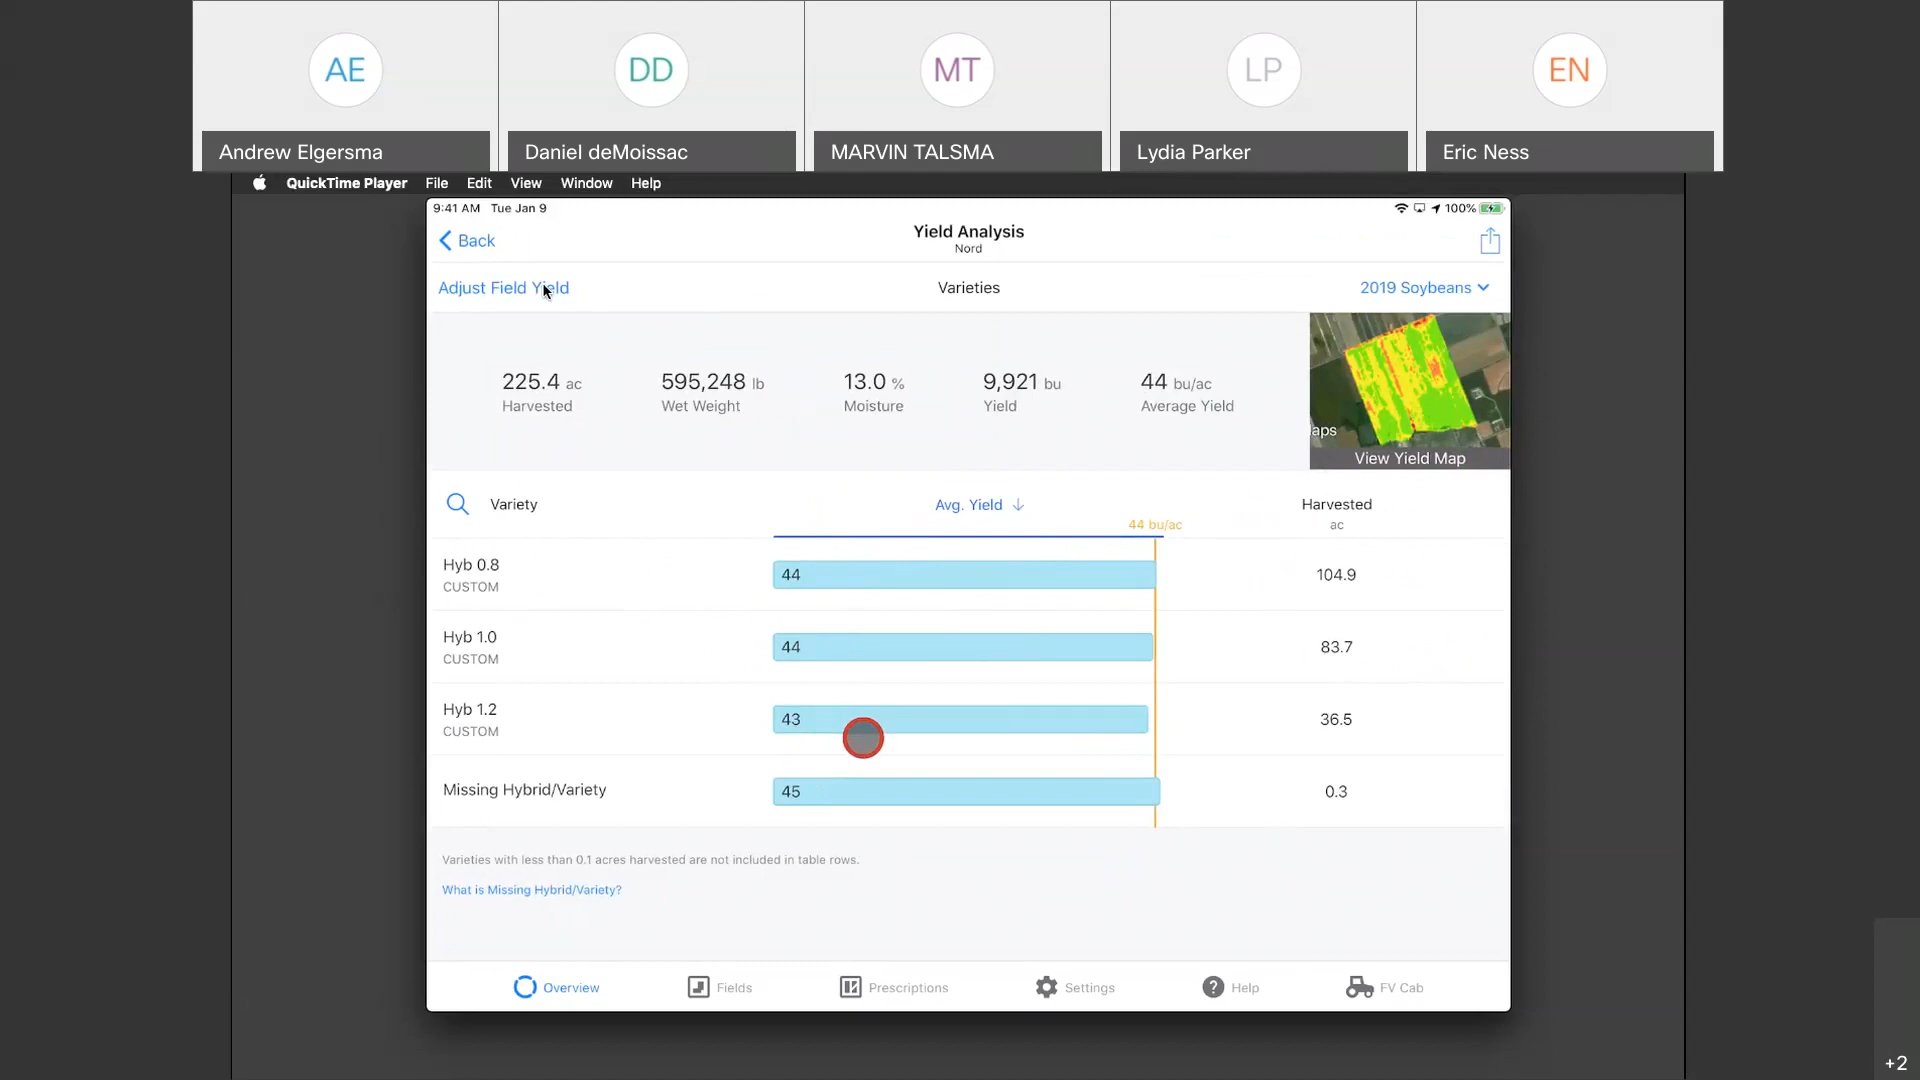 AE
DD
MT
LP
EN
Andrew Elgersma
Daniel deMoissac
MARVIN TALSMA
Lydia Parker
Eric Ness
QuickTime Player File Edit View Window Help
9:41 AM Tue Jan 9
100%
Back
Yield Analysis
Nord
Adjust Field Yield
Varieties
2019 Soybeans
225.4 ac
Harvested
595,248 lb
Wet Weight
13.0 %
Moisture
9,921 bu
Yield
44 bu/ac
Average Yield
aps
View Yield Map
Variety
Avg. Yield ↓
Harvested
ac
44 bu/ac
Hyb 0.8
CUSTOM
44
104.9
Hyb 1.0
CUSTOM
44
83.7
Hyb 1.2
CUSTOM
43
36.5
Missing Hybrid/Variety
45
0.3
Varieties with less than 0.1 acres harvested are not included in table rows.
What is Missing Hybrid/Variety?
Overview
Fields
Prescriptions
Settings
? Help
FV Cab
+2